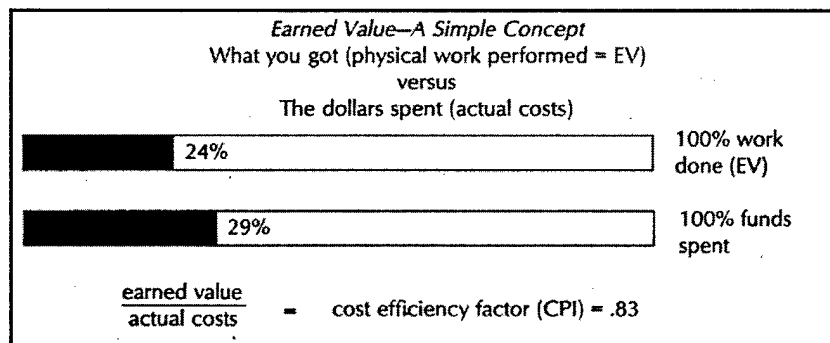 Earned Value—A Simple Concept
What you got (physical work performed = EV)
versus
The dollars spent (actual costs)
24%
100% work
done (EV)
29%
100% funds
spent
earned value
actual costs
= cost efficiency factor (CPI) = .83